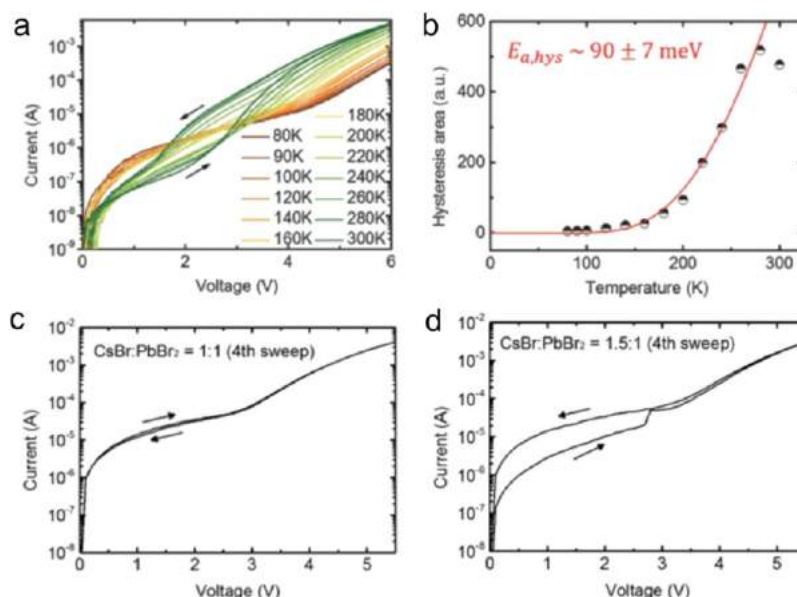 a
10⁻³
10⁻⁴
10⁻⁵
10⁻⁶
10⁻⁷
10⁻⁸
10⁻⁹
Current (A)
80K
90K
100K
120K
140K
160K
180K
200K
220K
240K
260K
280K
300K
0 2 4 6
Voltage (V)
b
600
400
200
0
Hysteresis area (a.u.)
E_{a,hys} ~ 90 ± 7 meV
0 100 200 300
Temperature (K)
c
10⁻²
10⁻³
10⁻⁴
10⁻⁵
10⁻⁶
10⁻⁷
10⁻⁸
Current (A)
CsBr:PbBr₂ = 1:1 (4th sweep)
0 1 2 3 4 5
Voltage (V)
d
10⁻²
10⁻³
10⁻⁴
10⁻⁵
10⁻⁶
10⁻⁷
10⁻⁸
Current (A)
CsBr:PbBr₂ = 1.5:1 (4th sweep)
0 1 2 3 4 5
Voltage (V)